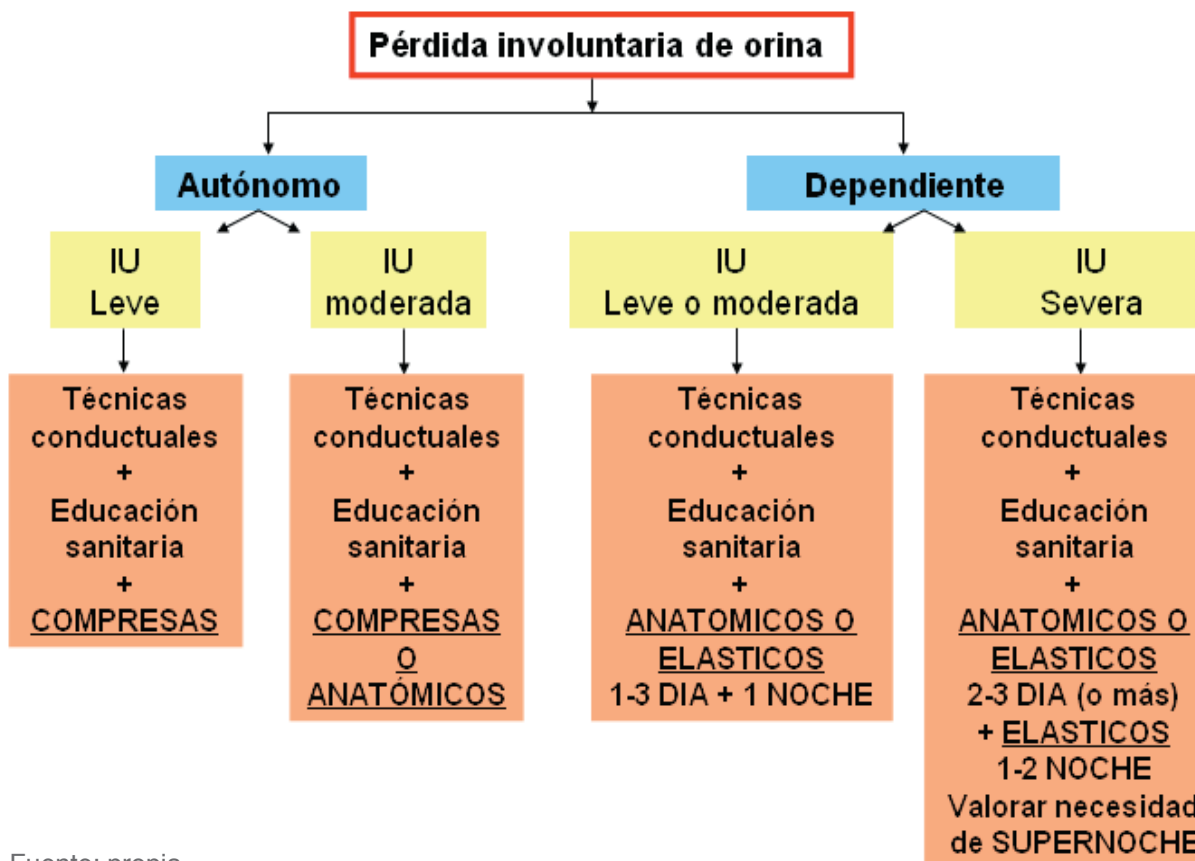 Pérdida involuntaria de orina
Autónomo
Dependiente
IU
Leve
IU
moderada
IU
Leve o moderada
IU
Severa
Técnicas
conductuales
+
Educación
sanitaria
+
COMPRESAS
Técnicas
conductuales
+
Educación
sanitaria
+
COMPRESAS
O
ANATÓMICOS
Técnicas
conductuales
+
Educación
sanitaria
+
ANATOMICOS O
ELASTICOS
1-3 DIA + 1 NOCHE
Técnicas
conductuales
+
Educación
sanitaria
+
ANATOMICOS O
ELASTICOS
2-3 DIA (o más)
+ ELASTICOS
1-2 NOCHE
Valorar necesidad
de SUPERNOCHE
Fuente: propia